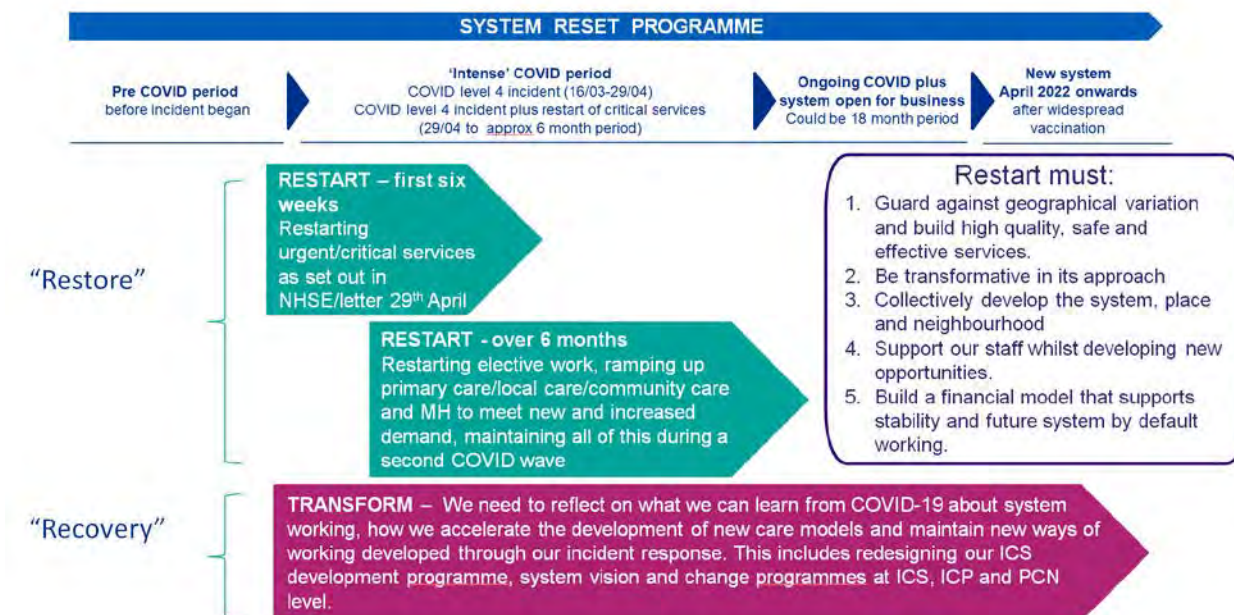 SYSTEM RESET PROGRAMME
Pre COVID period
before incident began
'Intense' COVID period
COVID level 4 incident (16/03-29/04)
COVID level 4 incident plus restart of critical services
(29/04 to approx 6 month period)
Ongoing COVID plus
system open for business
Could be 18 month period
New system
April 2022 onwards
after widespread
vaccination
"Restore"
RESTART – first six
weeks
Restarting
urgent/critical services
as set out in
NHSE/letter 29th April
RESTART - over 6 months
Restarting elective work, ramping up
primary care/local care/community care
and MH to meet new and increased
demand, maintaining all of this during a
second COVID wave
Restart must:
1. Guard against geographical variation
and build high quality, safe and
effective services.
2. Be transformative in its approach
3. Collectively develop the system, place
and neighbourhood
4. Support our staff whilst developing new
opportunities.
5. Build a financial model that supports
stability and future system by default
working.
"Recovery"
TRANSFORM – We need to reflect on what we can learn from COVID-19 about system
working, how we accelerate the development of new care models and maintain new ways of
working developed through our incident response. This includes redesigning our ICS
development programme, system vision and change programmes at ICS, ICP and PCN
level.